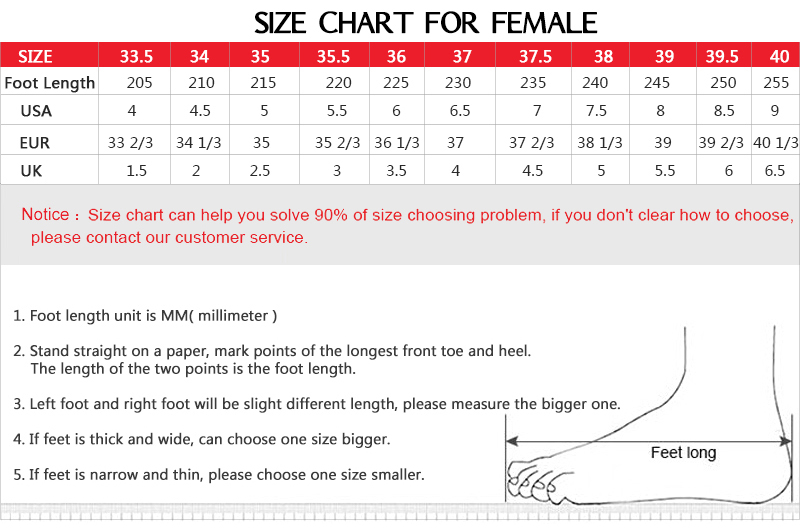 SIZE CHART FOR FEMALE
SIZE 33.5 34 35 35.5 36 37 37.5 38 39 39.5 40
Foot Length 205 210 215 220 225 230 235 240 245 250 255
USA 4 4.5 5 5.5 6 6.5 7 7.5 8 8.5 9
EUR 33 2/3 34 1/3 35 35 2/3 36 1/3 37 37 2/3 38 1/3 39 39 2/3 40 1/3
UK 1.5 2 2.5 3 3.5 4 4.5 5 5.5 6 6.5
Notice : Size chart can help you solve 90% of size choosing problem, if you don't clear how to choose,
please contact our customer service.
1. Foot length unit is MM( millimeter )
2. Stand straight on a paper, mark points of the longest front toe and heel.
The length of the two points is the foot length.
3. Left foot and right foot will be slight different length, please measure the bigger one.
4. If feet is thick and wide, can choose one size bigger.
5. If feet is narrow and thin, please choose one size smaller.
Feet long